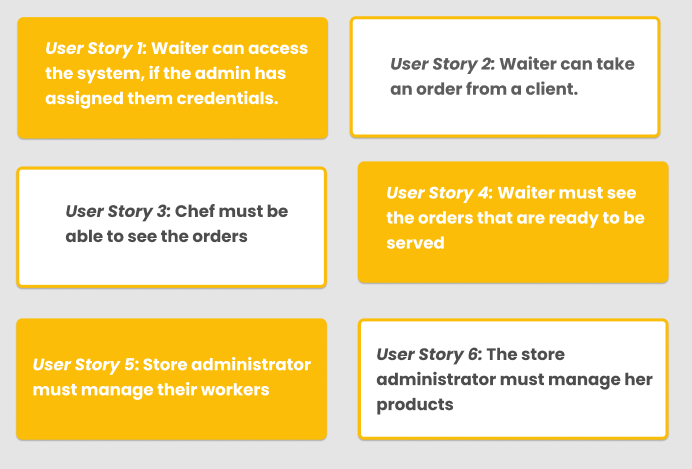 User Story 1: Waiter can access
the system, if the admin has
assigned them credentials.
User Story 2: Waiter can take
an order from a client.
User Story 3: Chef must be
able to see the orders
User Story 4: Waiter must see
the orders that are ready to be
served
User Story 5: Store administrator
must manage their workers
User Story 6: The store
administrator must manage her
products